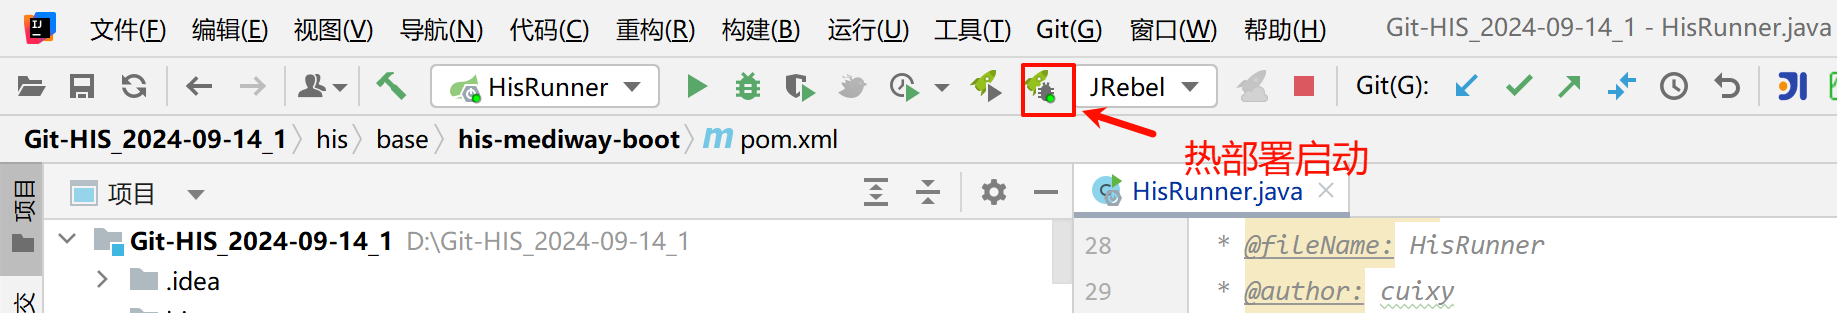 文件(F) 编辑(E) 视图(V) 导航(N) 代码(C) 重构(R) 构建(B) 运行(U) 工具(T) Git(G) 窗口(W) 帮助(H) Git-HIS_2024-09-14_1 - HisRunner.java
HisRunner JRebel Git(G):
Git-HIS_2024-09-14_1 his base his-mediway-boot pom.xml
热部署启动
项目
项目
HisRunner.java
Git-HIS_2024-09-14_1 D:\Git-HIS_2024-09-14_1
28 * @fileName: HisRunner
.idea
29 * @author: cuixy
交